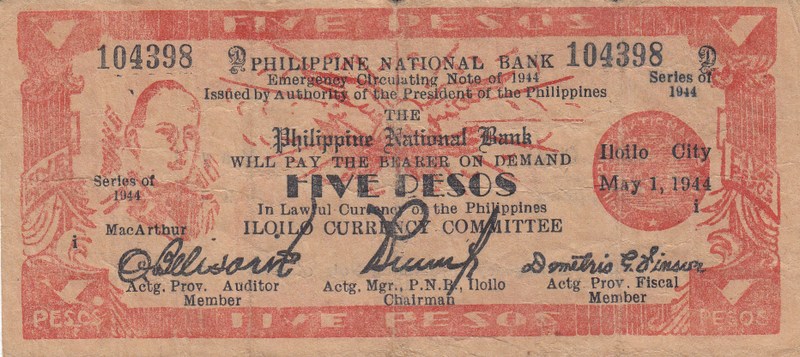 FIVE PESOS
104398 D PHILIPPINE NATIONAL BANK 104398 D
Emergency Circulating Note of 1944
Series of
1944
Issued by Authority of the President of the Philippines
THE
Philippine National Bank
WILL PAY THE BEARER ON DEMAND
FIVE PESOS
Iloilo City
May 1, 1944
i
Series of
1944
In Lawful Currency of the Philippines
MacArthur
ILOILO CURRENCY COMMITTEE
i
Actg. Prov. Auditor
Member
Actg. Mgr., P.N.B., Iloilo
Chairman
Actg Prov. Fiscal
Member
PESOS
FIVE PESOS
PESOS